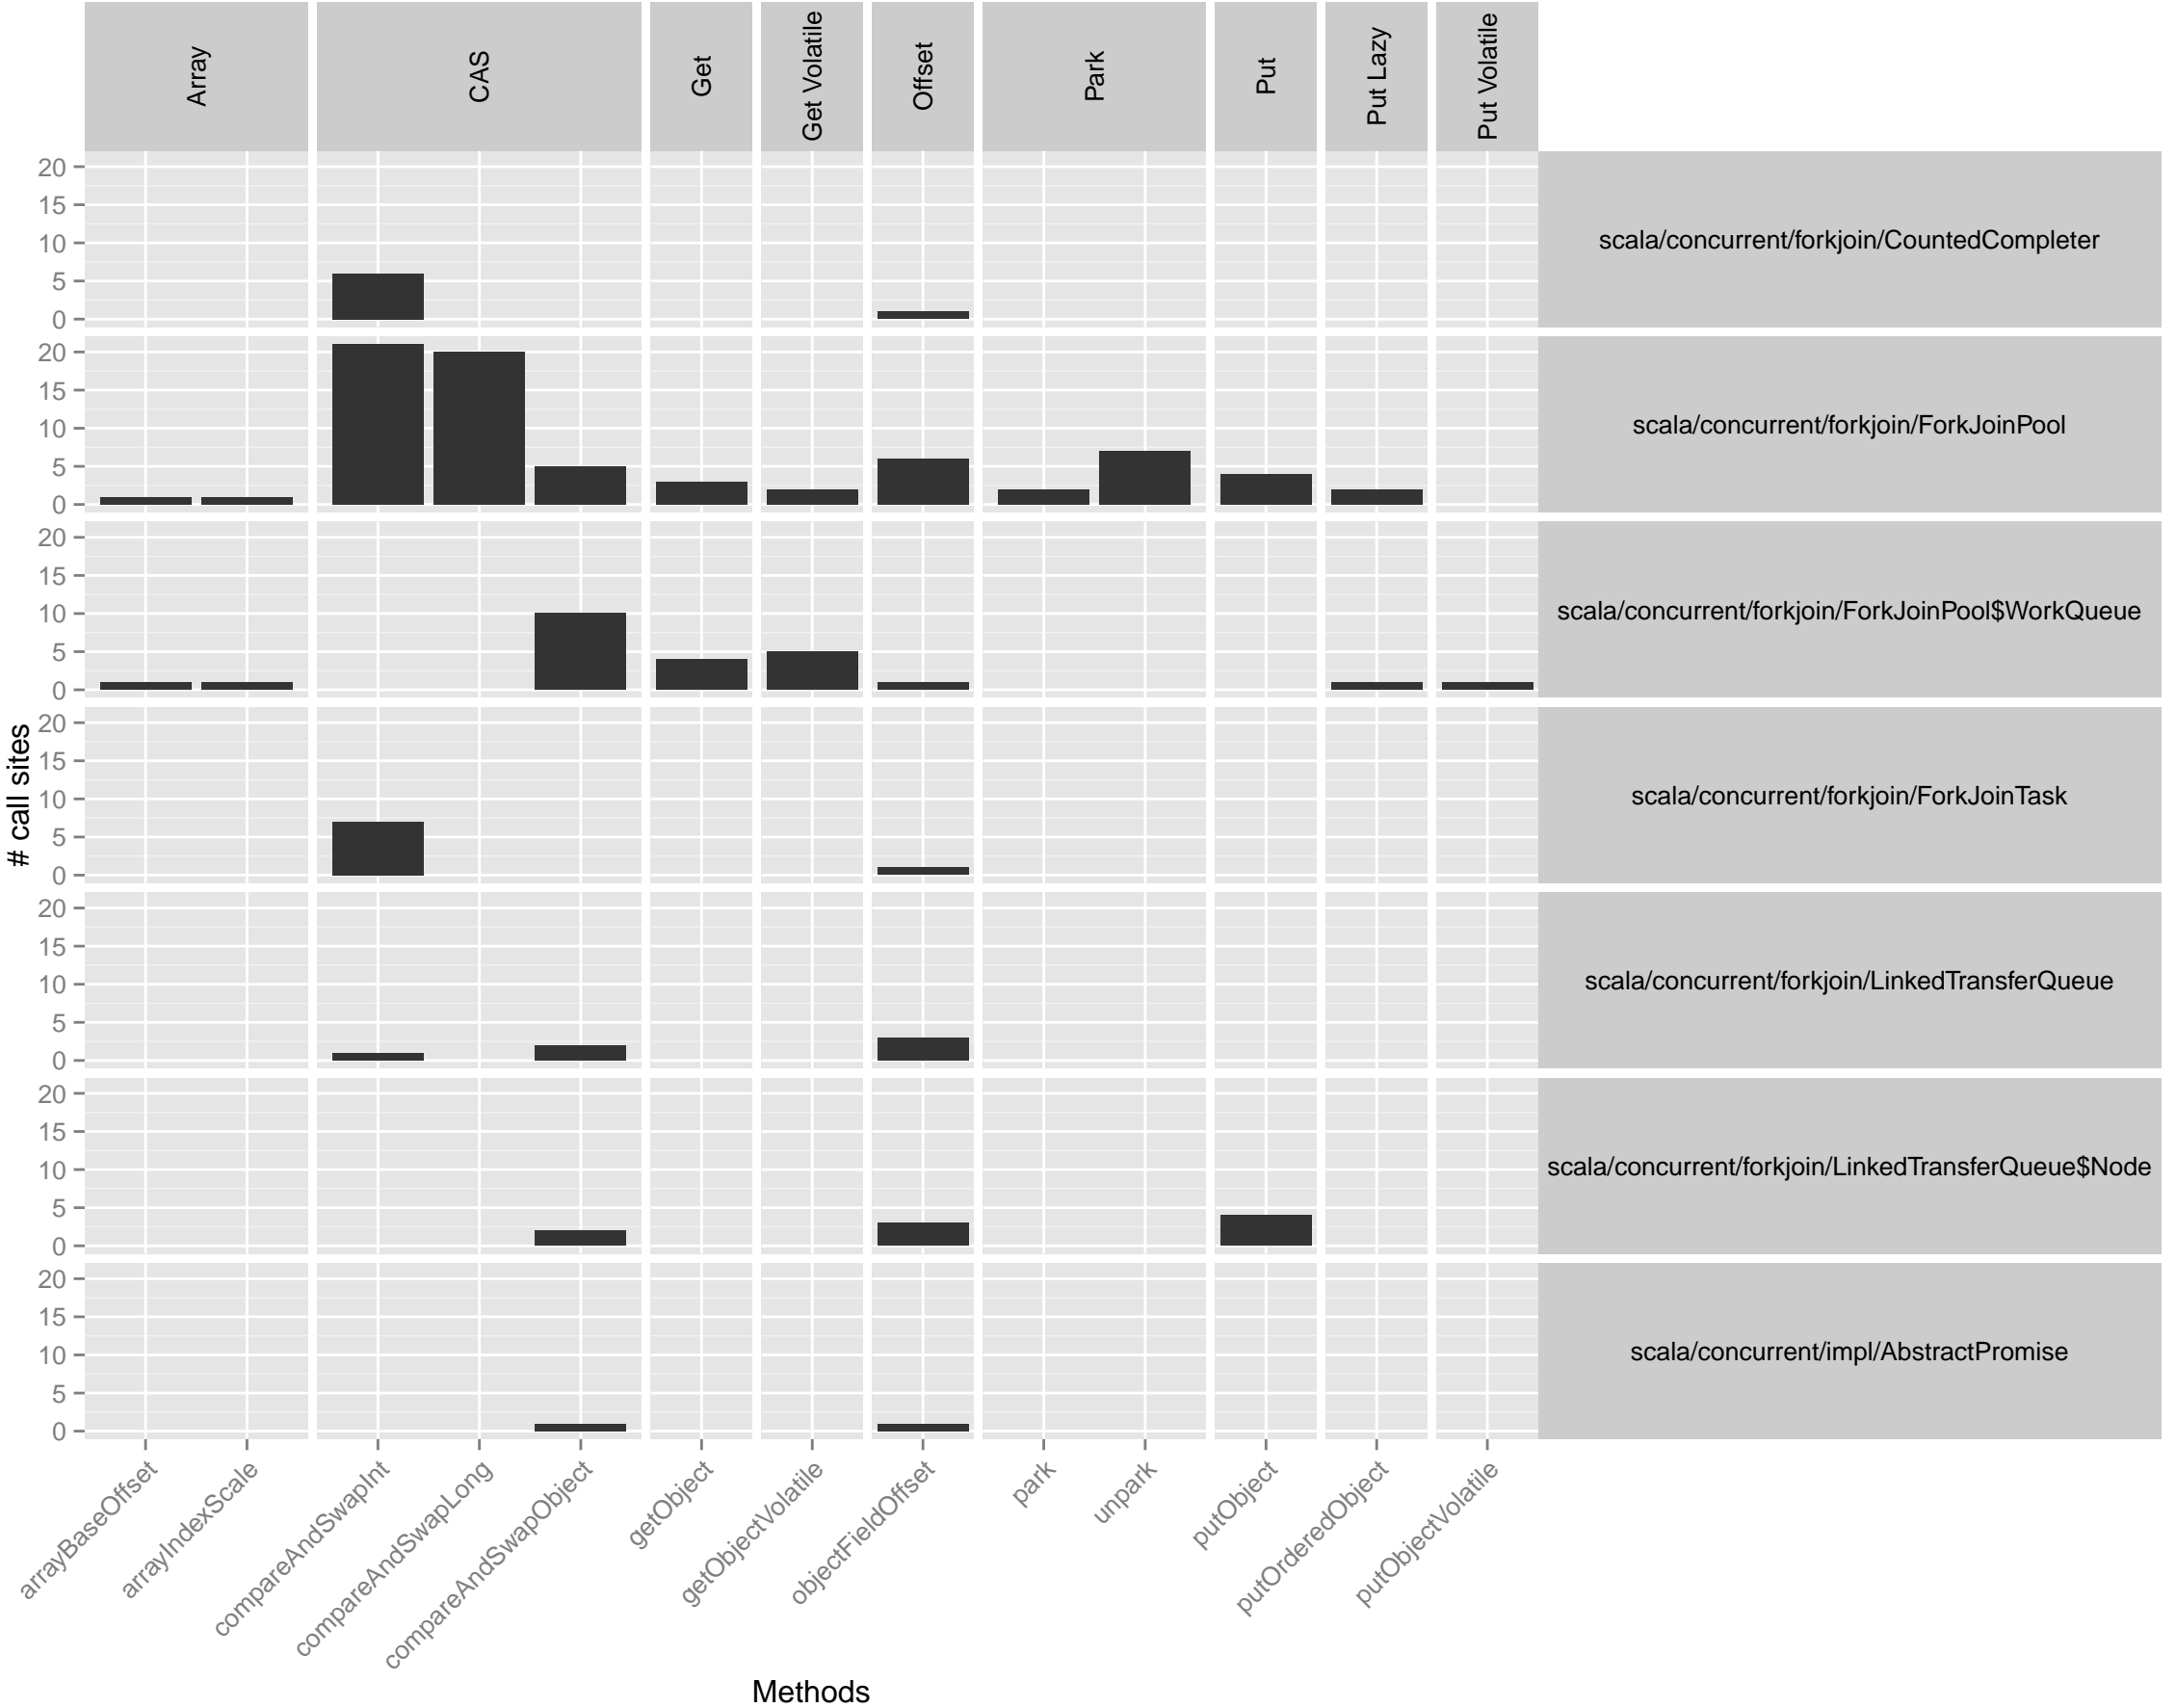 Array
CAS
Get
Get Volatile
Offset
Park
Put
Put Lazy
Put Volatile
20
15
10
5
0
scala/concurrent/forkjoin/CountedCompleter
20
15
10
5
0
scala/concurrent/forkjoin/ForkJoinPool
20
15
10
5
0
scala/concurrent/forkjoin/ForkJoinPool$WorkQueue
20
15
10
5
0
scala/concurrent/forkjoin/ForkJoinTask
# call sites
20
15
10
5
0
scala/concurrent/forkjoin/LinkedTransferQueue
20
15
10
5
0
scala/concurrent/forkjoin/LinkedTransferQueue$Node
20
15
10
5
0
scala/concurrent/impl/AbstractPromise
arrayBaseOffset
arrayIndexScale
compareAndSwapInt
compareAndSwapLong
compareAndSwapObject
getObject
getObjectVolatile
objectFieldOffset
park
unpark
putObject
putOrderedObject
putObjectVolatile
Methods